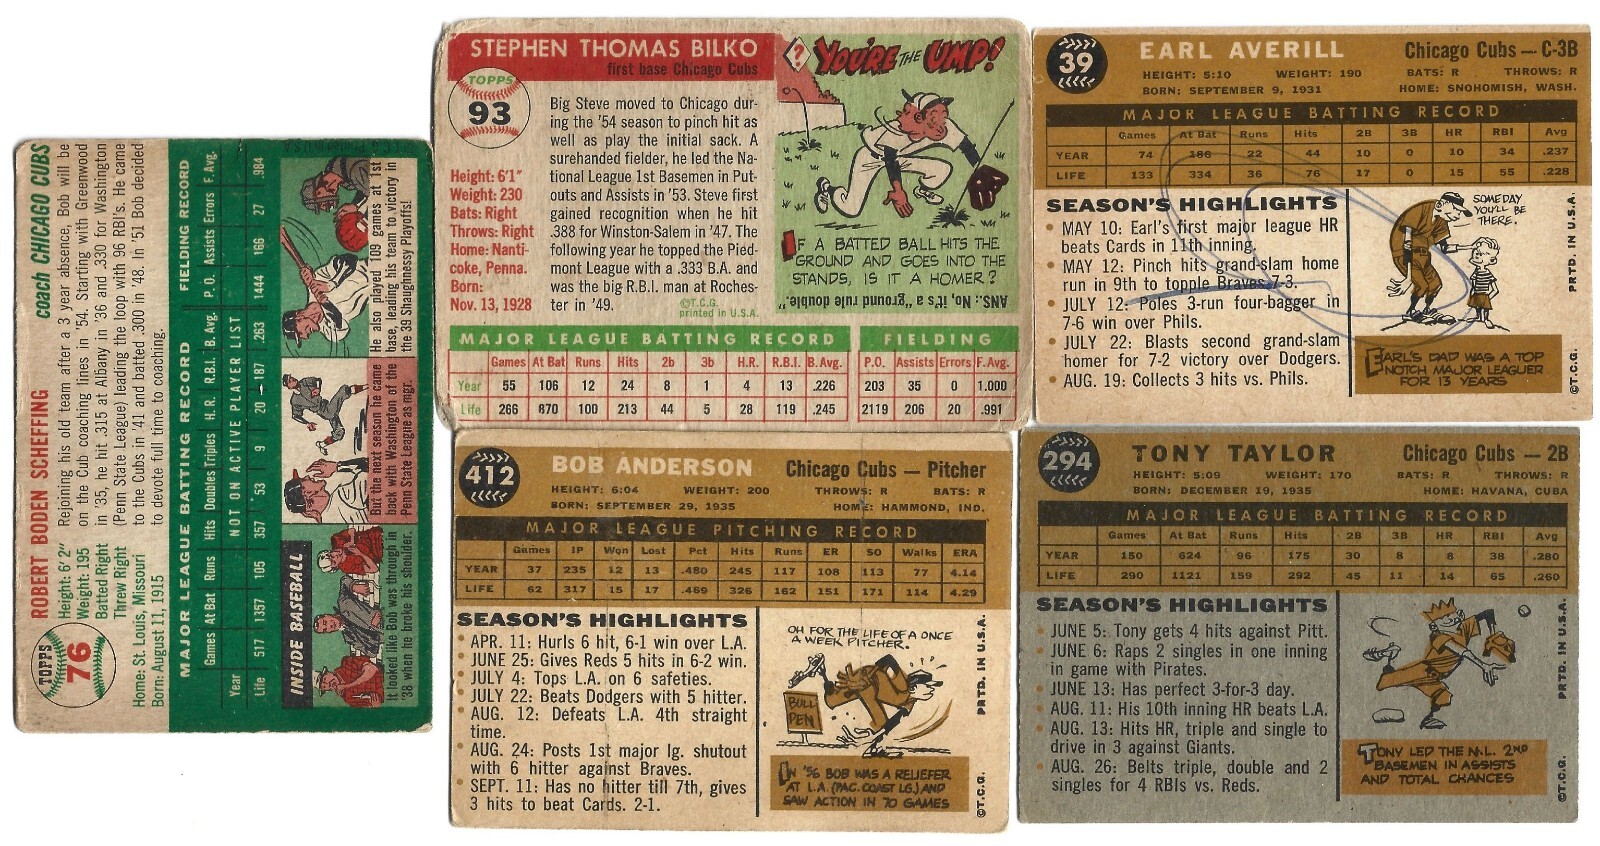 TOPPS
76
ROBERT BODEN SCHEFFING coach CHICAGO CUBS
Height: 6'2"
Weight: 195
Batted Right
Threw Right
Home: St. Louis, Missouri
Born: August 11, 1915
Rejoining his old team after a 3 year absence, Bob will be
on the Cub coaching lines in '54. Starting with Greenwood
in '35, he hit .315 at Albany in '36 and .330 for Washington
(Penn State League) leading the loop with 96 RBI's. He came
to the Cubs in '41 and batted .300 in '48. In '51 Bob decided
to devote full time to coaching.
MAJOR LEAGUE BATTING RECORD FIELDING RECORD
Games At Bat Runs Hits Doubles Triples H.R. R.B.I. B. Avg. P.O. Assists Errors F. Avg.
Year NOT ON ACTIVE PLAYER LIST
Life 517 1357 105 357 53 9 20 187 .263 1444 166 27 .984
INSIDE BASEBALL
It looked like Bob was through in
'38 when he broke his shoulder.
But the next season he came
back with Washington of the
Penn State League as mgr.
He also played 109 games at 1st
base, leading his team to victory in
the 39 Shaughnessy Playoffs!
STEPHEN THOMAS BILKO
first base Chicago Cubs
TOPPS
93
Height: 6'1"
Weight: 230
Bats: Right
Throws: Right
Home: Nanti-
coke, Penna.
Born:
Nov. 13, 1928
Big Steve moved to Chicago dur-
ing the '54 season to pinch hit as
well as play the initial sack. A
surehanded fielder, he led the Na-
tional League 1st Basemen in Put-
outs and Assists in '53. Steve first
gained recognition when he hit
.388 for Winston-Salem in '47. The
following year he topped the Pied-
mont League with a .333 B.A. and
was the big R.B.I. man at Roches-
ter in '49.
©T.C.G.
printed in U.S.A.
? YOU'RE THE UMP!
IF A BATTED BALL HITS THE
GROUND AND GOES INTO THE
STANDS, IS IT A HOMER?
ANS.: No, it's a "ground rule double."
MAJOR LEAGUE BATTING RECORD FIELDING
Games At Bat Runs Hits 2b 3b H.R. R.B.I. B. Avg. P.O. Assists Errors F. Avg.
Year 55 106 12 24 8 1 4 13 .226 203 35 0 1.000
Life 266 870 100 213 44 5 28 119 .245 2119 206 20 .991
39
EARL AVERILL Chicago Cubs — C-3B
HEIGHT: 5:10 WEIGHT: 190 BATS: R THROWS: R
BORN: SEPTEMBER 9, 1931 HOME: SNOHOMISH, WASH.
MAJOR LEAGUE BATTING RECORD
Games At Bat Runs Hits 2B 3B HR RBI Avg
YEAR 74 186 22 44 10 0 10 34 .237
LIFE 133 334 36 76 17 0 15 55 .228
SEASON'S HIGHLIGHTS
• MAY 10: Earl's first major league HR
beats Cards in 11th inning.
• MAY 12: Pinch hits grand-slam home
run in 9th to topple Braves 7-3.
• JULY 12: Poles 3-run four-bagger in
7-6 win over Phils.
• JULY 22: Blasts second grand-slam
homer for 7-2 victory over Dodgers.
• AUG. 19: Collects 3 hits vs. Phils.
SOMEDAY
YOU'LL BE
THERE.
EARL'S DAD WAS A TOP
NOTCH MAJOR LEAGUER
FOR 13 YEARS
©T.C.G. PRTD. IN U.S.A.
412
BOB ANDERSON Chicago Cubs — Pitcher
HEIGHT: 6:04 WEIGHT: 200 THROWS: R BATS: R
BORN: SEPTEMBER 29, 1935 HOME: HAMMOND, IND.
MAJOR LEAGUE PITCHING RECORD
Games IP Won Lost Pct Hits Runs ER SO Walks ERA
YEAR 37 235 12 13 .480 245 117 108 113 77 4.14
LIFE 62 317 15 17 .469 326 162 151 171 114 4.29
SEASON'S HIGHLIGHTS
• APR. 11: Hurls 6 hit, 6-1 win over L.A.
• JUNE 25: Gives Reds 5 hits in 6-2 win.
• JULY 4: Tops L.A. on 6 safeties.
• JULY 22: Beats Dodgers with 5 hitter.
• AUG. 12: Defeats L.A. 4th straight
time.
• AUG. 24: Posts 1st major lg. shutout
with 6 hitter against Braves.
• SEPT. 11: Has no hitter till 7th, gives
3 hits to beat Cards. 2-1.
OH FOR THE LIFE OF A ONCE
A WEEK PITCHER.
BULL
PEN
IN '56 BOB WAS A RELIEFER
AT L.A. (PAC. COAST LG.) AND
SAW ACTION IN 70 GAMES
©T.C.G. PRTD. IN U.S.A.
294
TONY TAYLOR Chicago Cubs — 2B
HEIGHT: 5:09 WEIGHT: 170 BATS: R THROWS: R
BORN: DECEMBER 19, 1935 HOME: HAVANA, CUBA
MAJOR LEAGUE BATTING RECORD
Games At Bat Runs Hits 2B 3B HR RBI Avg
YEAR 150 624 96 175 30 8 8 38 .280
LIFE 290 1121 159 292 45 11 14 65 .260
SEASON'S HIGHLIGHTS
• JUNE 5: Tony gets 4 hits against Pitt.
• JUNE 6: Raps 2 singles in one inning
in game with Pirates.
• JUNE 13: Has perfect 3-for-3 day.
• AUG. 11: His 10th inning HR beats L.A.
• AUG. 13: Hits HR, triple and single to
drive in 3 against Giants.
• AUG. 26: Belts triple, double and 2
singles for 4 RBIs vs. Reds.
TONY LED THE N.L. 2ND
BASEMEN IN ASSISTS
AND TOTAL CHANCES
©T.C.G. PRTD. IN U.S.A.